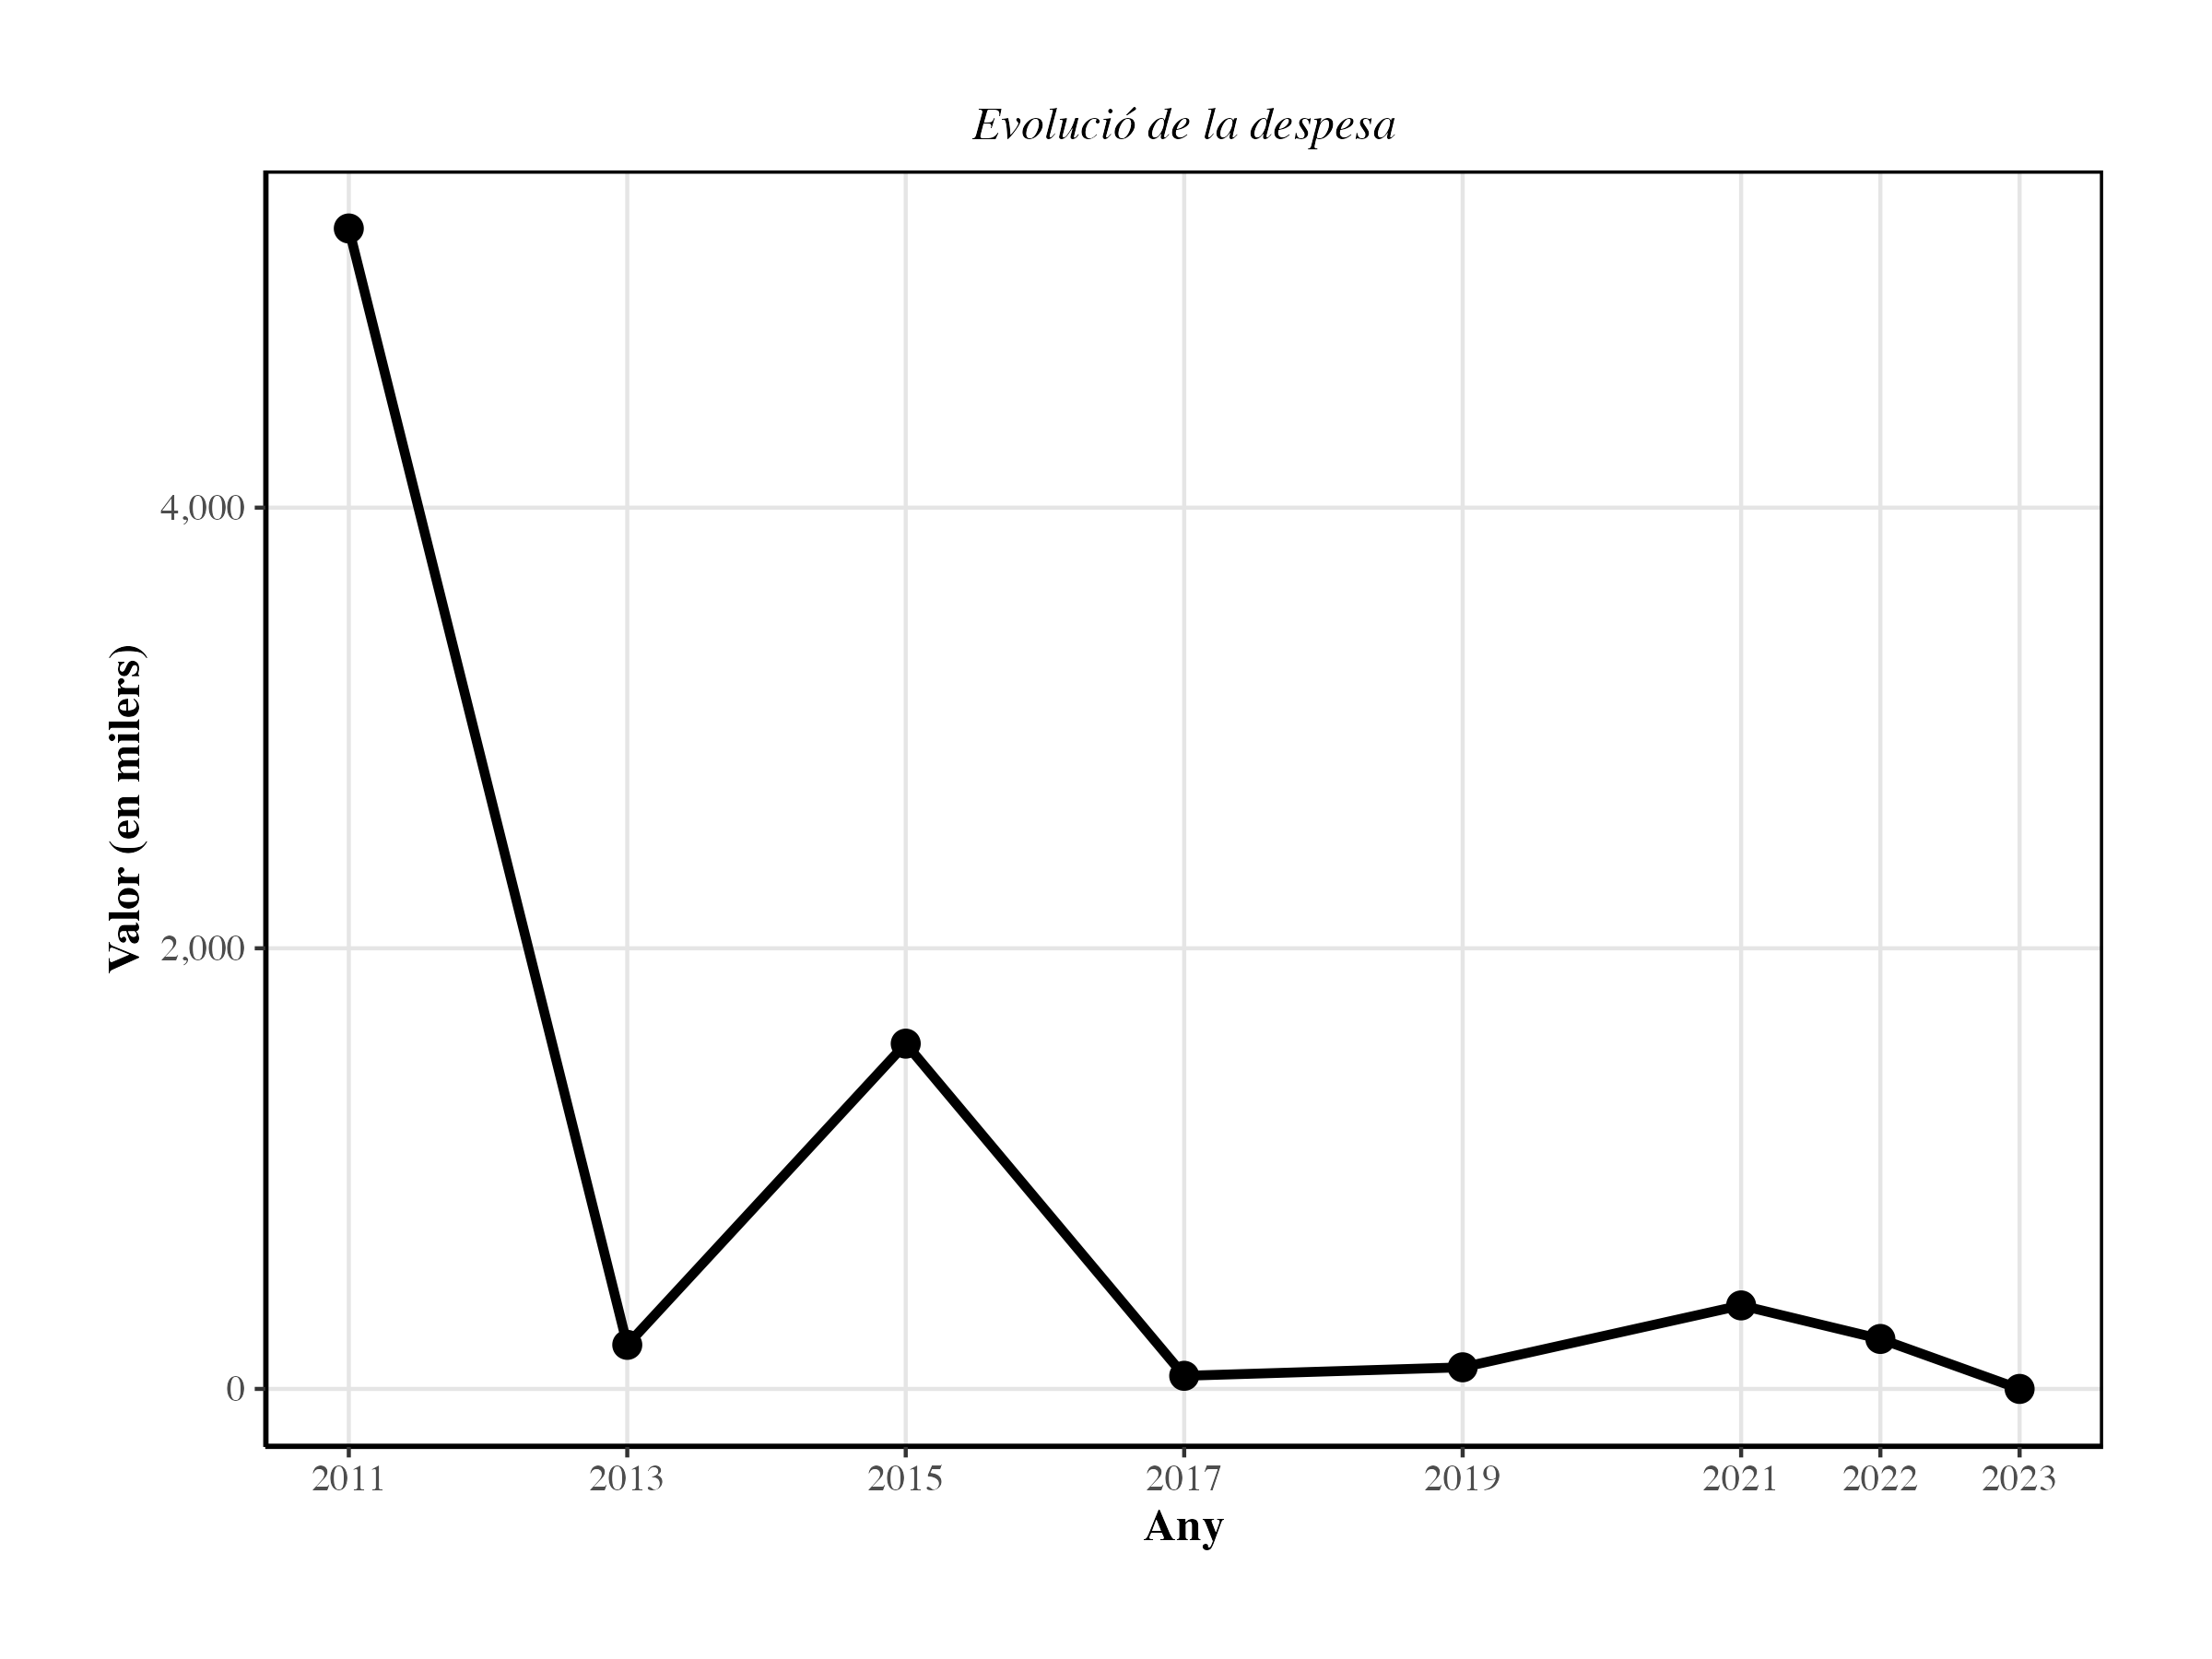 Evolució de la despesa
Valor (en milers)
4,000
2,000
0
2011 2013 2015 2017 2019 2021 2022 2023
Any